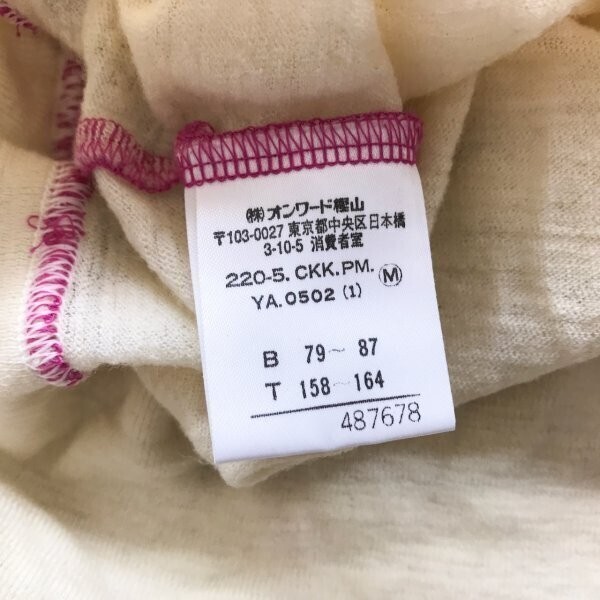 ㈱オンワード樫山
〒103-0027 東京都中央区日本橋
3-10-5 消費者室
220-5. CKK. PM. Ⓜ
YA. 0502 (1)
B 79～87
T 158～164
487678